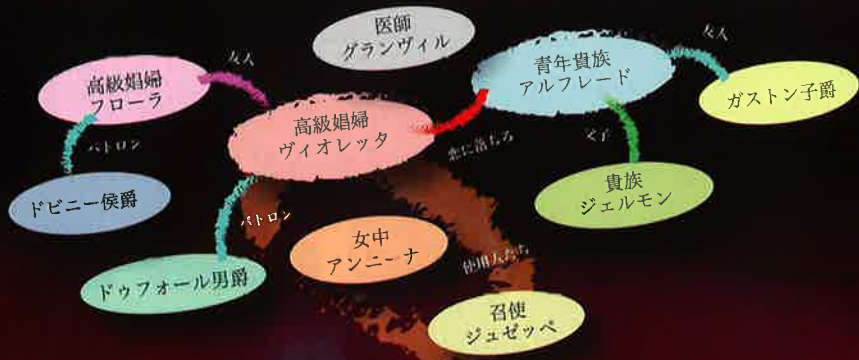 医師
グランヴィル
友人
青年貴族
アルフレード
友人
高級娼婦
フローラ
ガストン子爵
高級娼婦
ヴィオレッタ
恋に落ちる
父子
パトロン
貴族
ジェルモン
ドビニー侯爵
パトロン
女中
アンニーナ
使用人たち
ドゥフォール男爵
召使
ジュゼッペ